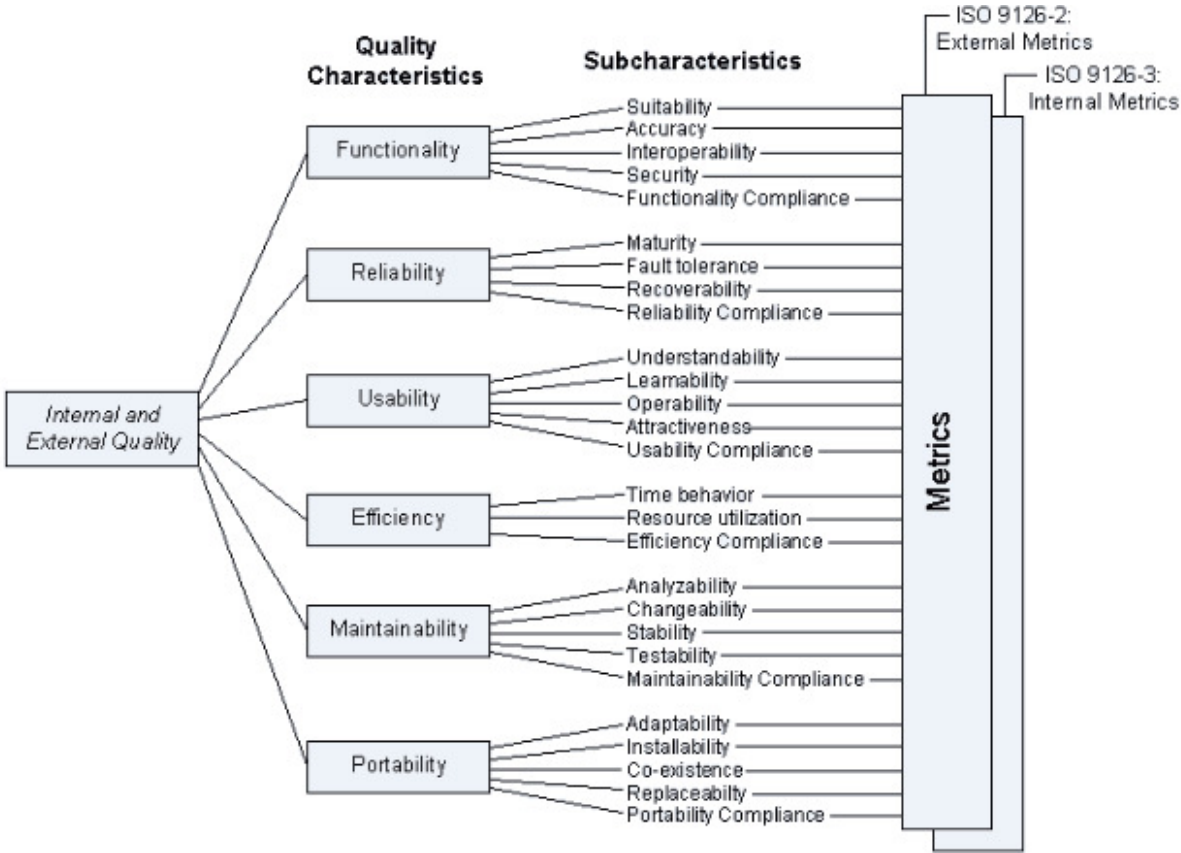 ISO 9126-2:
External Metrics
ISO 9126-3:
Internal Metrics
Quality
Characteristics
Subcharacteristics
Internal and
External Quality
Functionality
Suitability
Accuracy
Interoperability
Security
Functionality Compliance
Reliability
Maturity
Fault tolerance
Recoverability
Reliability Compliance
Usability
Understandability
Learnability
Operability
Attractiveness
Usability Compliance
Efficiency
Time behavior
Resource utilization
Efficiency Compliance
Maintainability
Analyzability
Changeability
Stability
Testability
Maintainability Compliance
Portability
Adaptability
Installability
Co-existence
Replaceabilty
Portability Compliance
Metrics